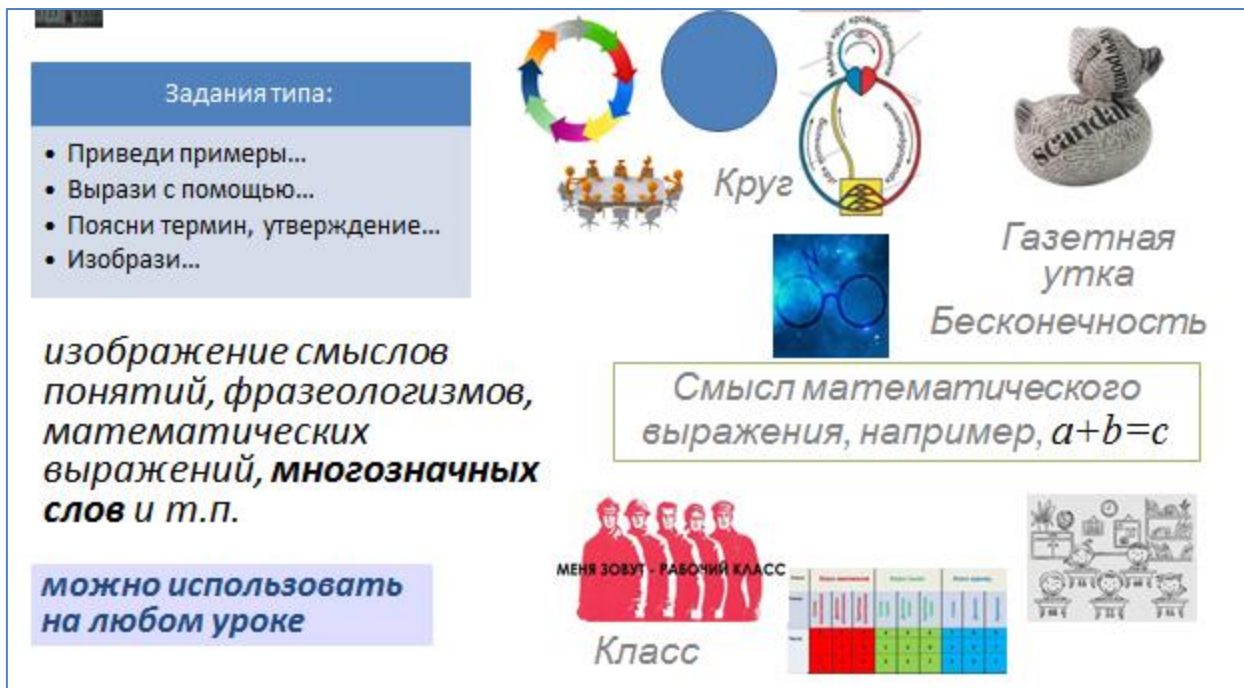 Задания типа:
• Приведи примеры...
• Вырази с помощью...
• Поясни термин, утверждение...
• Изобрази...
изображение смыслов
понятий, фразеологизмов,
математических
выражений, многозначных
слов и т.п.
можно использовать
на любом уроке
Круг
scandal
Газетная
утка
Бесконечность
Смысл математического
выражения, например, a+b=c
МЕНЯ ЗОВУТ - РАБОЧИЙ КЛАСС
Класс